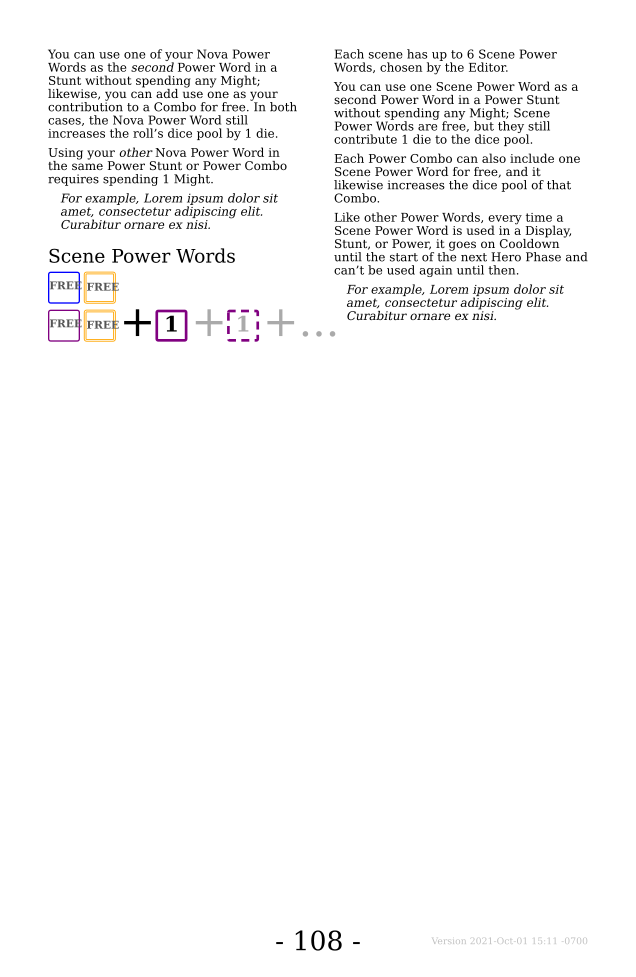 You can use one of your Nova Power
Words as the second Power Word in a
Stunt without spending any Might;
likewise, you can add use one as your
contribution to a Combo for free. In both
cases, the Nova Power Word still
increases the roll’s dice pool by 1 die.
Using your other Nova Power Word in
the same Power Stunt or Power Combo
requires spending 1 Might.
For example, Lorem ipsum dolor sit
amet, consectetur adipiscing elit.
Curabitur ornare ex nisi.
Scene Power Words
FREE FREE
FREE FREE + 1 + 1 + ...
Each scene has up to 6 Scene Power
Words, chosen by the Editor.
You can use one Scene Power Word as a
second Power Word in a Power Stunt
without spending any Might; Scene
Power Words are free, but they still
contribute 1 die to the dice pool.
Each Power Combo can also include one
Scene Power Word for free, and it
likewise increases the dice pool of that
Combo.
Like other Power Words, every time a
Scene Power Word is used in a Display,
Stunt, or Power, it goes on Cooldown
until the start of the next Hero Phase and
can’t be used again until then.
For example, Lorem ipsum dolor sit
amet, consectetur adipiscing elit.
Curabitur ornare ex nisi.
- 108 -
Version 2021-Oct-01 15:11 -0700